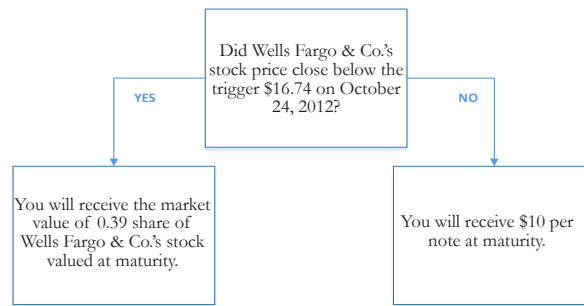 Did Wells Fargo & Co.'s
stock price close below the
trigger $16.74 on October
24, 2012?
YES
NO
You will receive the market
value of 0.39 share of
Wells Fargo & Co.'s stock
valued at maturity.
You will receive $10 per
note at maturity.